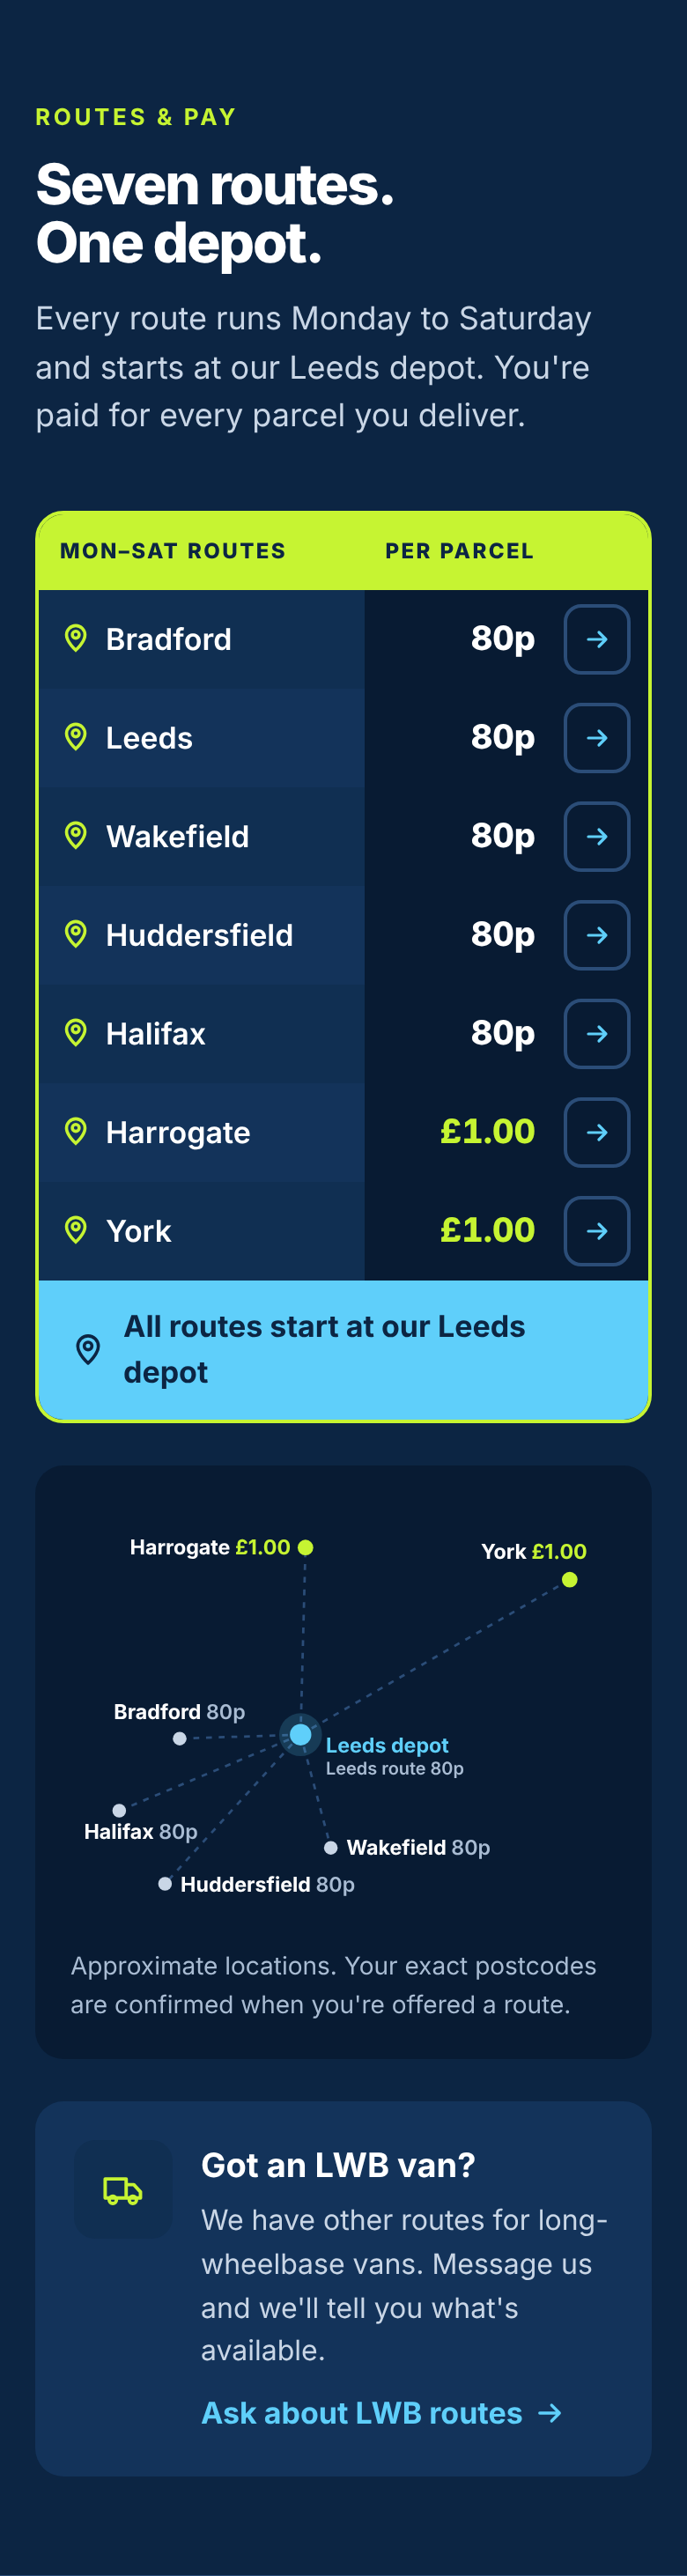 ROUTES & PAY
Seven routes.
One depot.
Every route runs Monday to Saturday
and starts at our Leeds depot. You're
paid for every parcel you deliver.
MON–SAT ROUTES PER PARCEL
Bradford 80p →
Leeds 80p →
Wakefield 80p →
Huddersfield 80p →
Halifax 80p →
Harrogate £1.00 →
York £1.00 →
All routes start at our Leeds
depot
Harrogate £1.00
York £1.00
Bradford 80p
Leeds depot
Leeds route 80p
Halifax 80p
Wakefield 80p
Huddersfield 80p
Approximate locations. Your exact postcodes
are confirmed when you're offered a route.
Got an LWB van?
We have other routes for long-
wheelbase vans. Message us
and we'll tell you what's
available.
Ask about LWB routes →